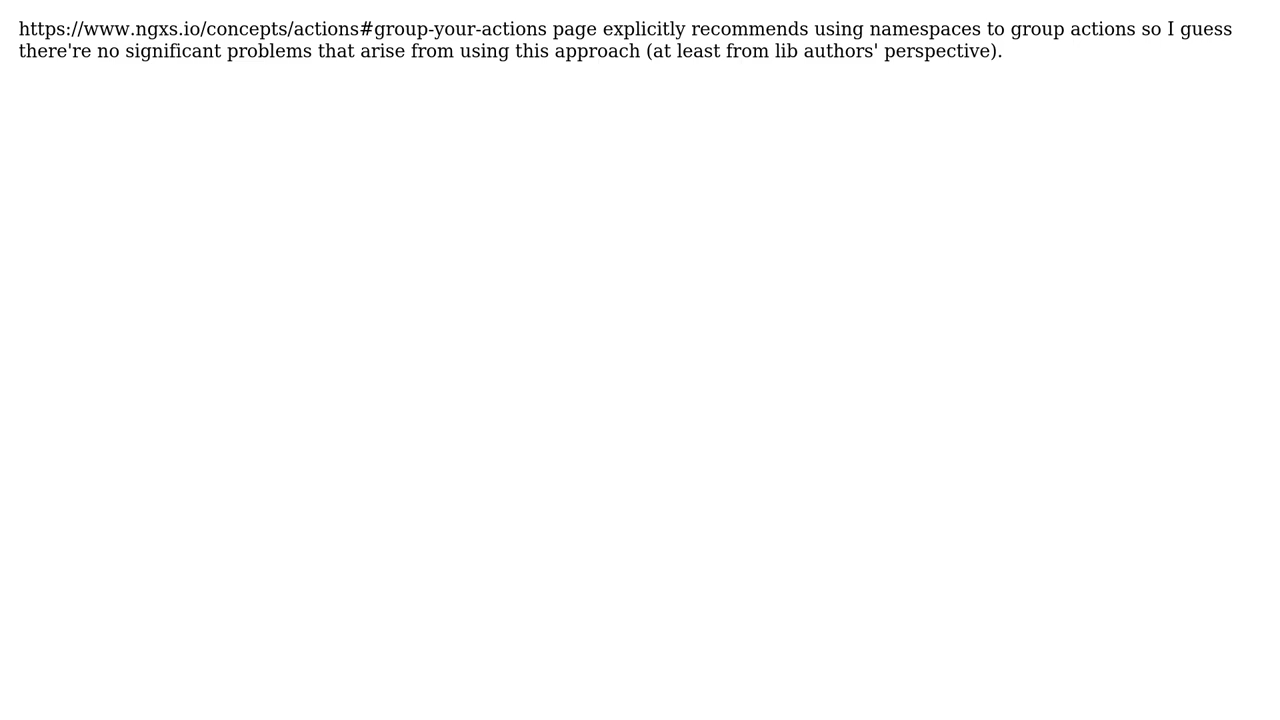 https://www.ngxs.io/concepts/actions#group-your-actions page explicitly recommends using namespaces to group actions so I guess
there're no significant problems that arise from using this approach (at least from lib authors' perspective).